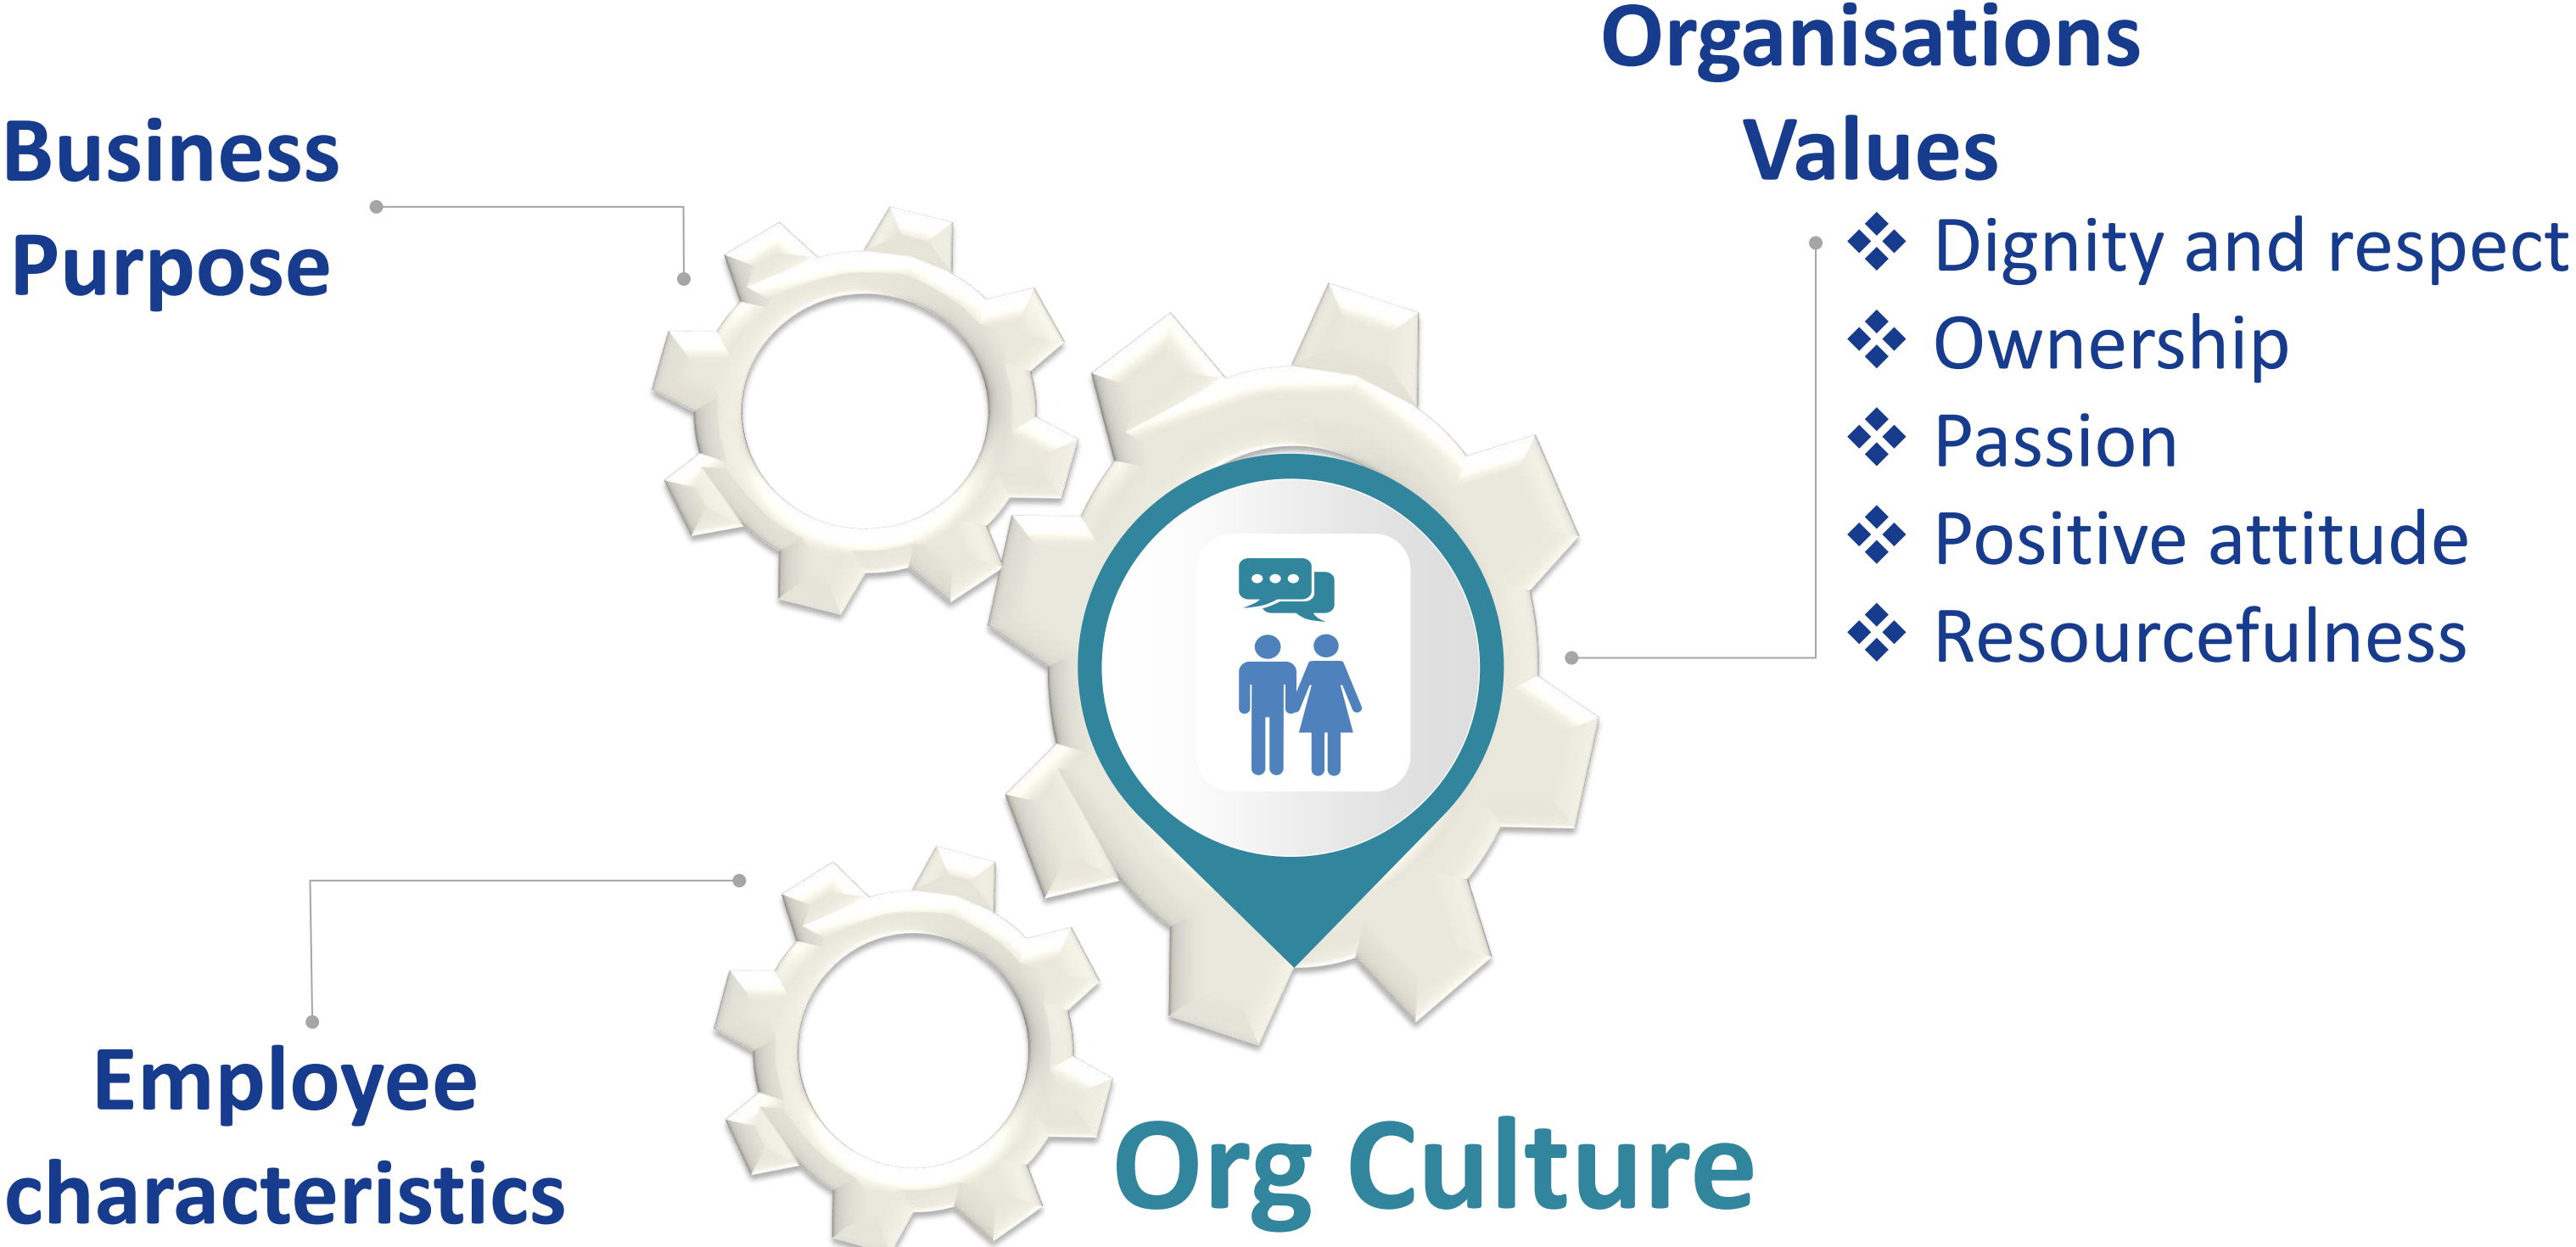 Business
Purpose
Organisations
Values
❖ Dignity and respect
❖ Ownership
❖ Passion
❖ Positive attitude
❖ Resourcefulness
Employee
characteristics
Org Culture